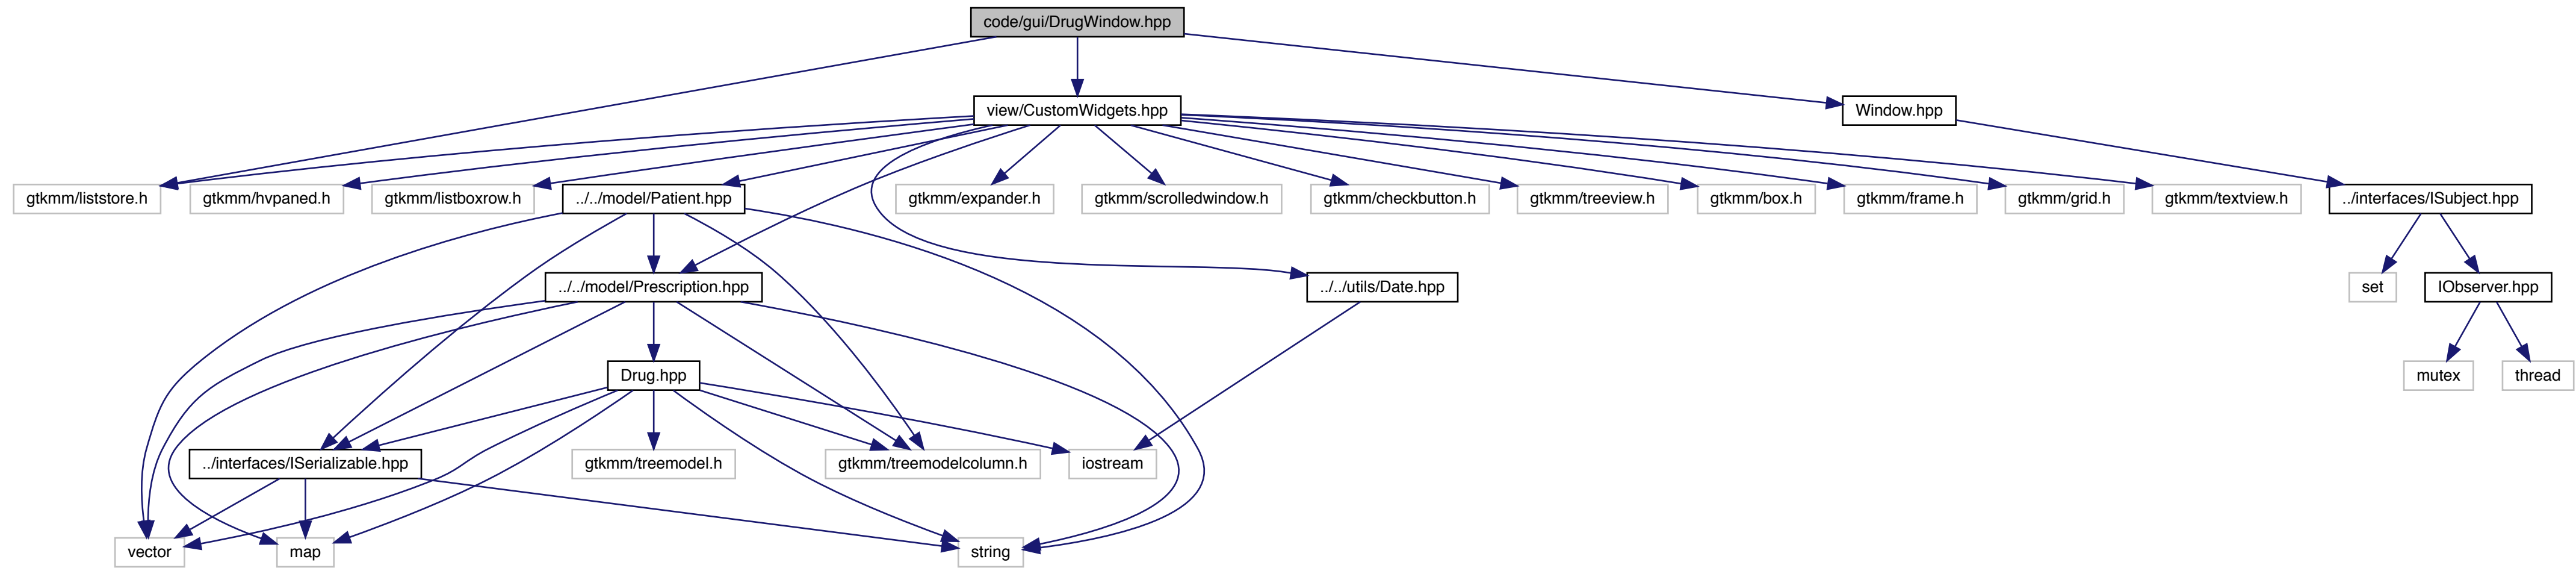 code/gui/DrugWindow.hpp
view/CustomWidgets.hpp
Window.hpp
gtkmm/liststore.h
gtkmm/hvpaned.h
gtkmm/listboxrow.h
../../model/Patient.hpp
gtkmm/expander.h
gtkmm/scrolledwindow.h
gtkmm/checkbutton.h
gtkmm/treeview.h
gtkmm/box.h
gtkmm/frame.h
gtkmm/grid.h
gtkmm/textview.h
../interfaces/ISubject.hpp
../../model/Prescription.hpp
../../utils/Date.hpp
set
IObserver.hpp
Drug.hpp
mutex
thread
../interfaces/ISerializable.hpp
gtkmm/treemodel.h
gtkmm/treemodelcolumn.h
iostream
vector
map
string